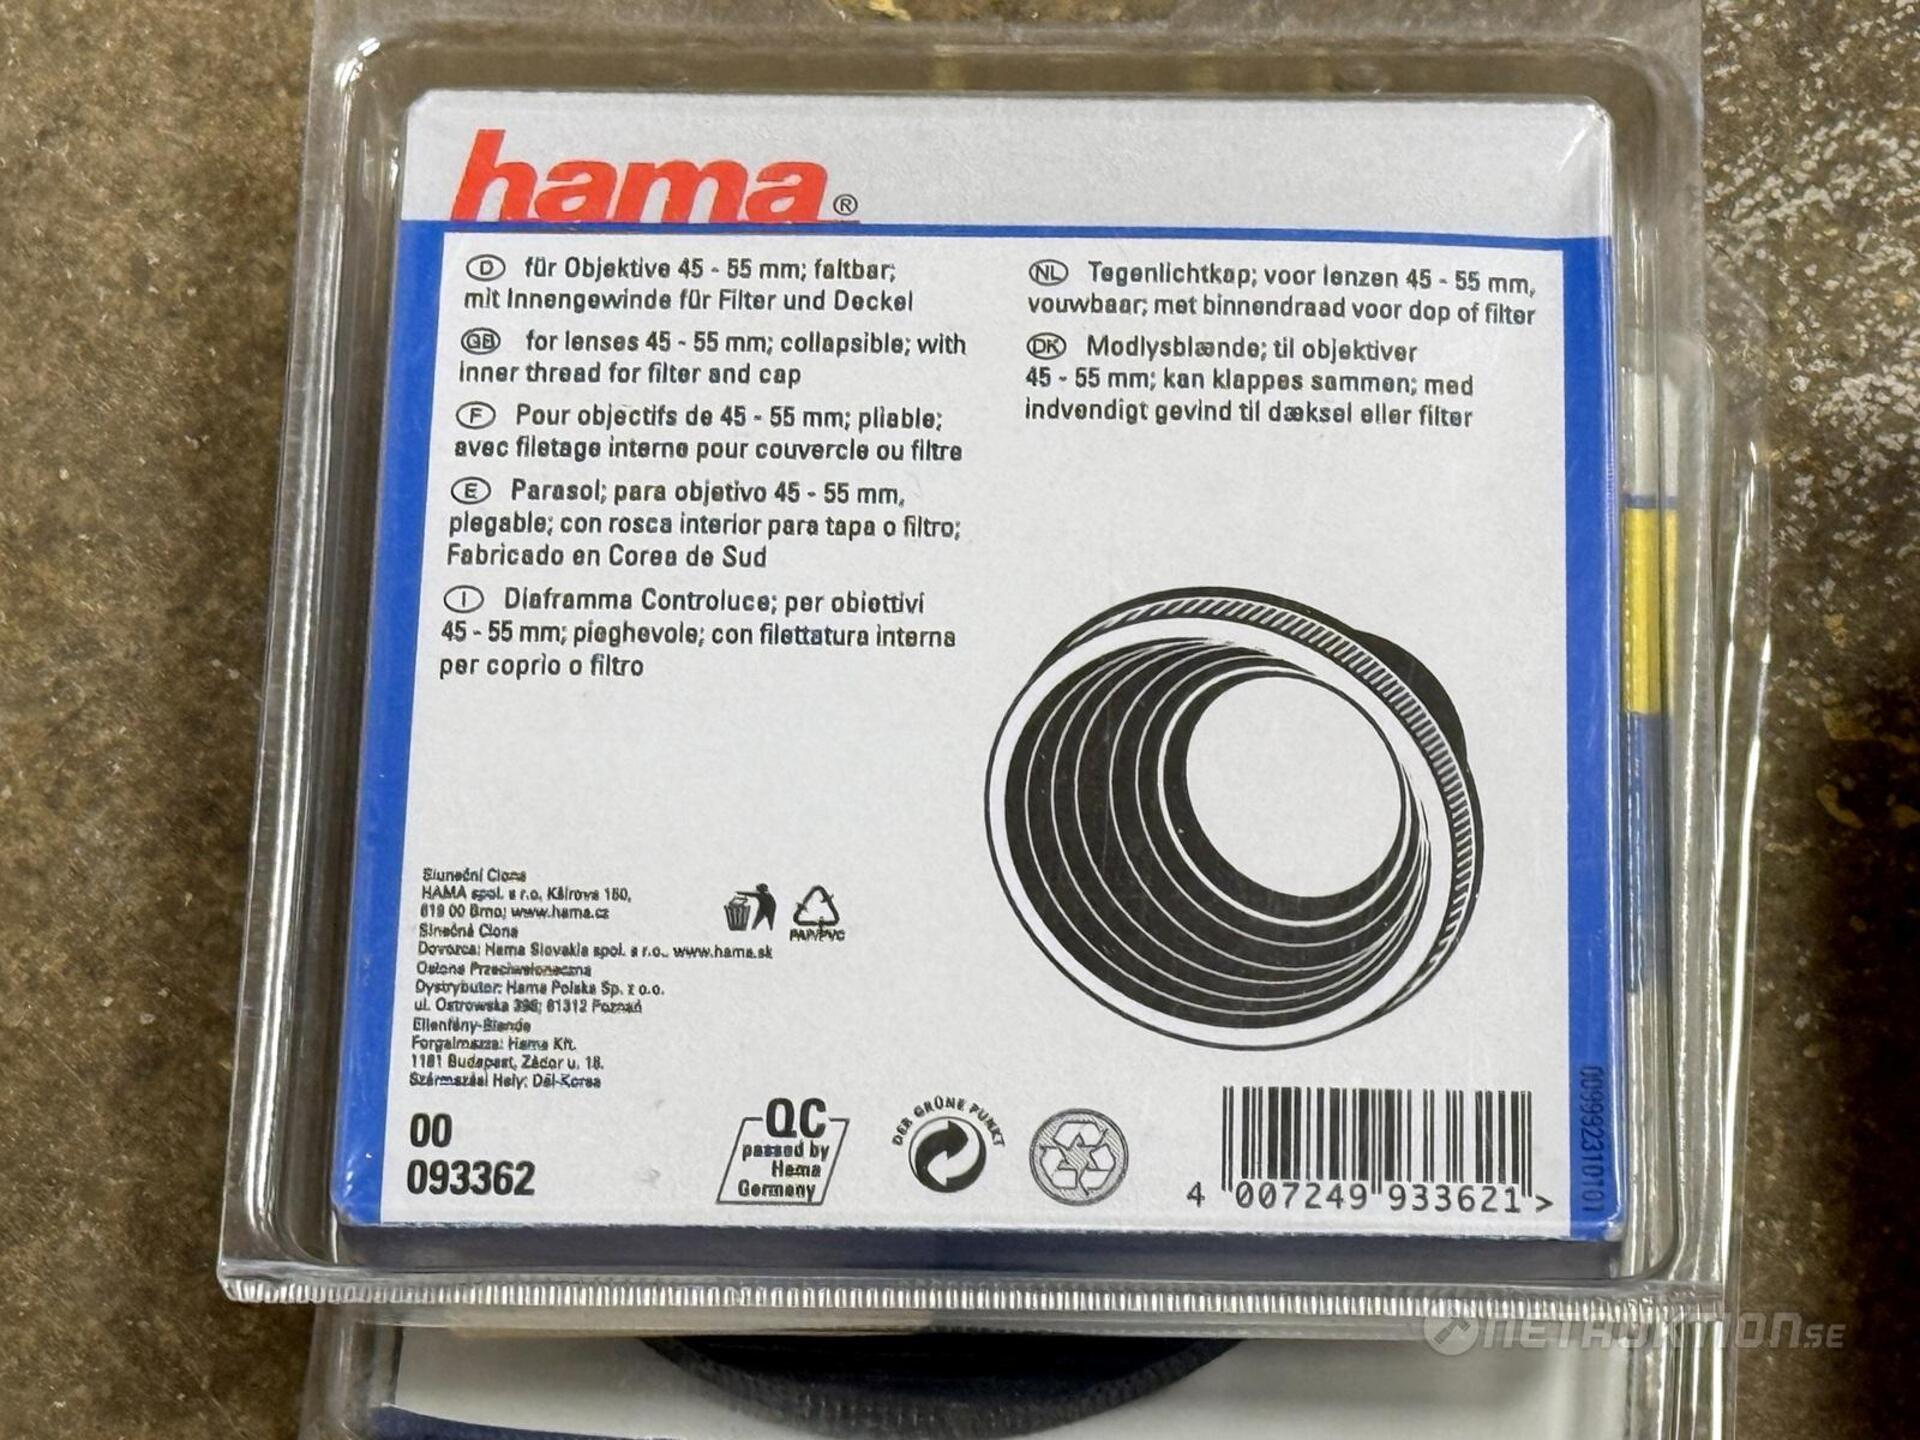 hama®
D für Objektive 45 - 55 mm; faltbar;
mit Innengewinde für Filter und Deckel
GB for lenses 45 - 55 mm; collapsible; with
inner thread for filter and cap
F Pour objectifs de 45 - 55 mm; pliable;
avec filetage interne pour couvercle ou filtre
E Parasol; para objetivo 45 - 55 mm,
plegable; con rosca interior para tapa o filtro;
Fabricado en Corea de Sud
I Diaframma Controluce; per obiettivi
45 - 55 mm; pieghevole; con filettatura interna
per coprio o filtro
NL Tegenlichtkap; voor lenzen 45 - 55 mm,
vouwbaar; met binnendraad voor dop of filter
DK Modlysblænde; til objektiver
45 - 55 mm; kan klappes sammen; med
indvendigt gevind til dæksel eller filter
Sluneční Clona
HAMA spol. s r.o. Kšírova 150,
619 00 Brno; www.hama.cz
Slnečná Clona
Dovozca: Hama Slovakia spol. s r.o., www.hama.sk
Osłona Przeciwsłoneczna
Dystrybutor: Hama Polska Sp. z o.o.
ul. Ostrowska 61312 Poznań
Ellenfény-Blende
Forgalmazza: Hama Kft.
1181 Budapest, Zádor u. 18.
Származási Hely: Dél-Korea
PAP/PVC
00
093362
QC
passed by
Hama
Germany
DER GRÜNE PUNKT
4 007249 933621 >
009992310101
NETAUKTION.SE